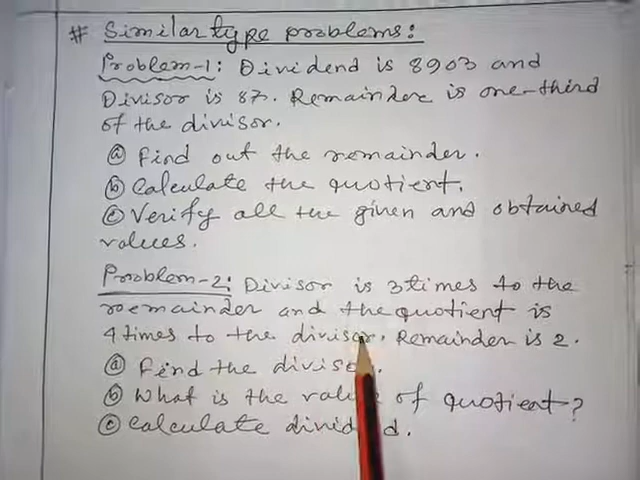 # Similar type problems:
Problem-1: Dividend is 8903 and
Divisor is 87. Remainder is one-third
of the divisor.
ⓐ Find out the remainder.
ⓑ Calculate the quotient.
ⓒ Verify all the given and obtained
values.
Problem-2: Divisor is 3 times to the
remainder and the quotient is
4 times to the divisor. Remainder is 2.
ⓐ Find the divisor.
ⓑ What is the value of quotient?
ⓒ Calculate dividend.